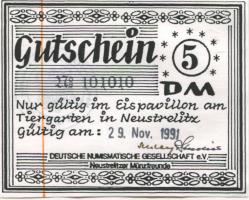 Gutschein 5
№ 101010 DM
Nur gültig im Eispavillon am
Tiergarten in Neustrelitz
Gültig am: 29. Nov. 1991
DEUTSCHE NUMISMATISCHE GESELLSCHAFT e.V.
Neustrelitzer Münzfreunde